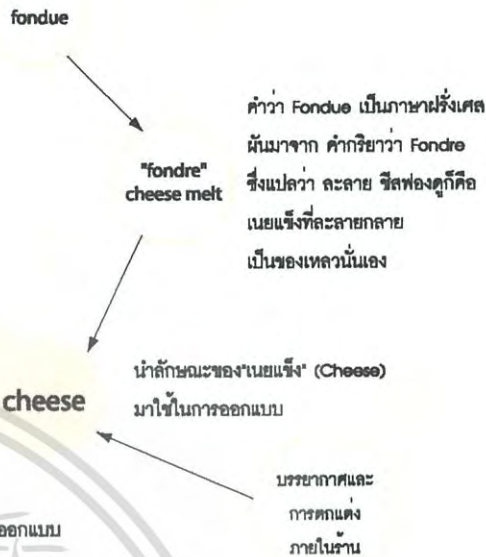 fondue
"fondre"
cheese melt
คำว่า Fondue เป็นภาษาฝรั่งเศส
ผันมาจาก คำกริยาว่า Fondre
ซึ่งแปลว่า ละลาย ชีสฟองดูก็คือ
เนยแข็งที่ละลายกลาย
เป็นของเหลวนั่นเอง
cheese
นำลักษณะของ"เนยแข็ง" (Cheese)
มาใช้ในการออกแบบ
บรรยากาศและ
การตกแต่ง
ภายในร้าน
ออกแบบ